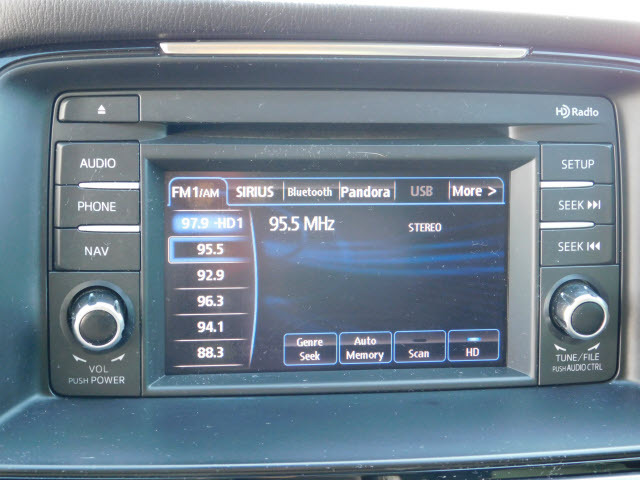 HD Radio
AUDIO
PHONE
NAV
VOL
PUSH POWER
FM1/AM SIRIUS Bluetooth Pandora USB More >
97.9 -HD1
95.5
92.9
96.3
94.1
88.3
95.5 MHz
STEREO
Genre Seek
Auto Memory
Scan
HD
SETUP
SEEK
SEEK
TUNE/FILE
PUSH AUDIO CTRL